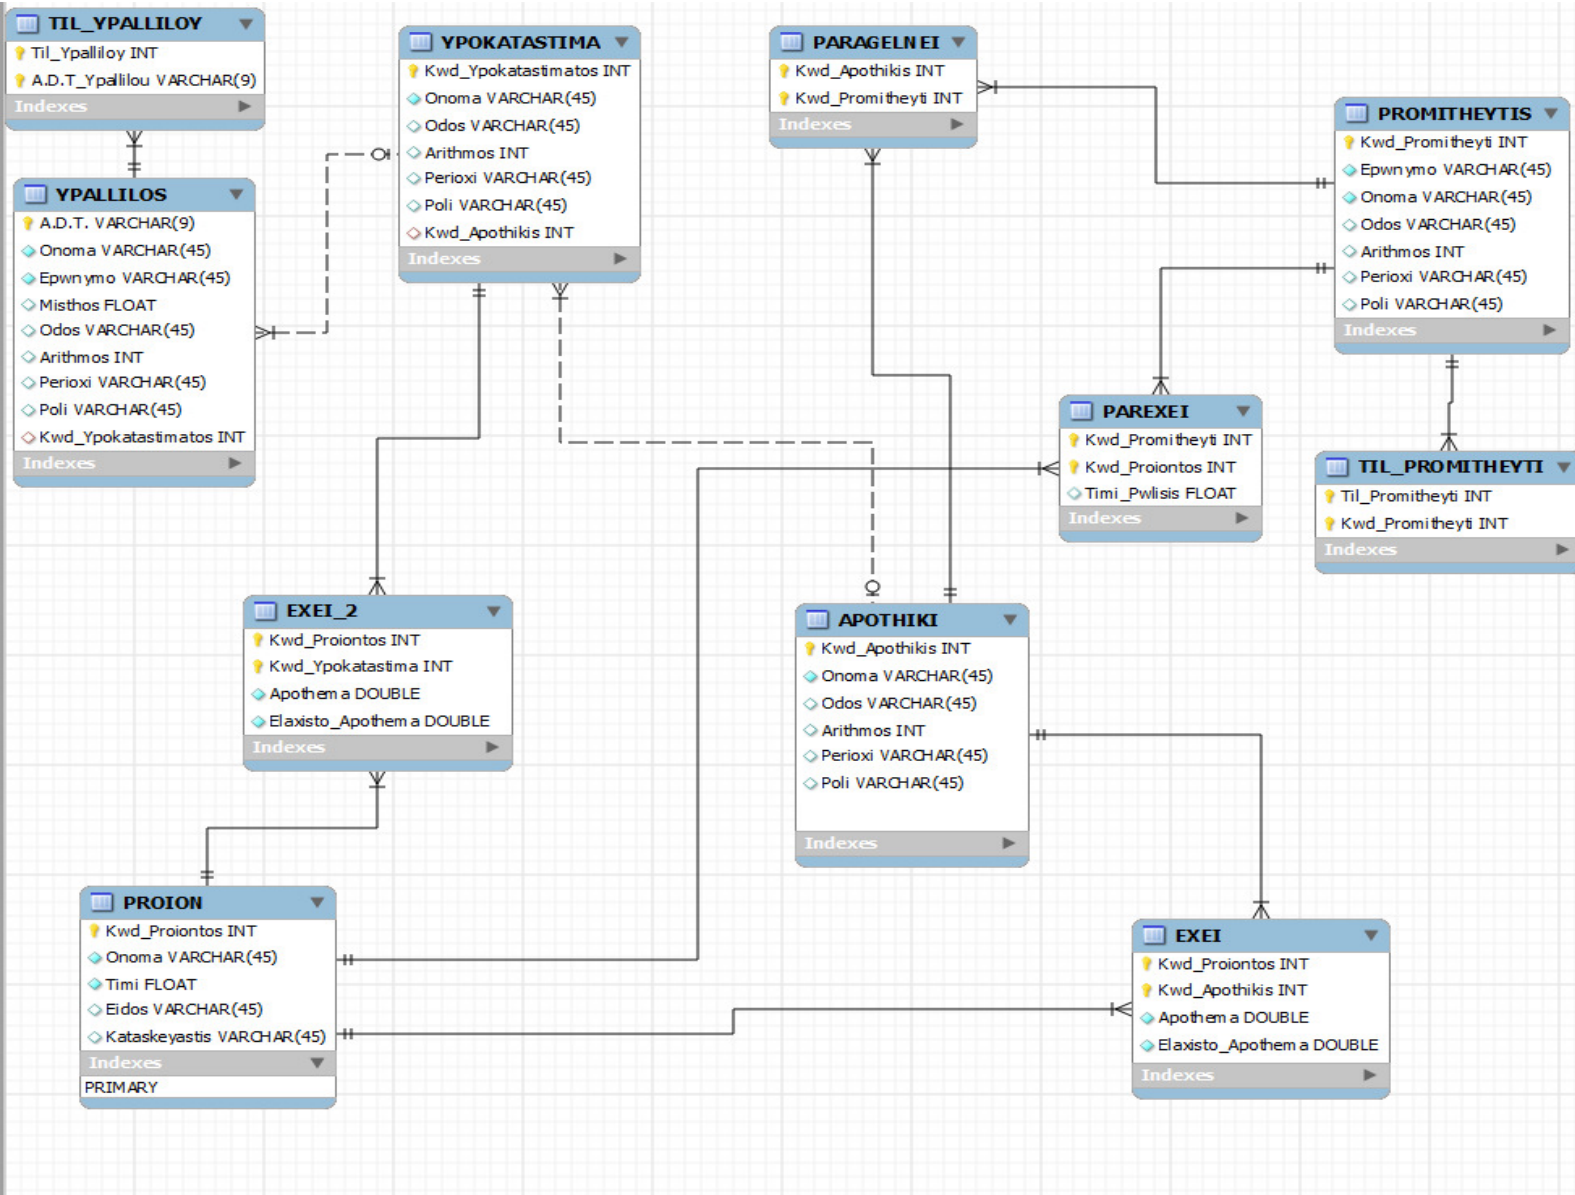 TIL_YPALLILOY
Til_Ypalliloy INT
A.D.T_Ypallilou VARCHAR(9)
Indexes
YPALLILOS
A.D.T. VARCHAR(9)
Onoma VARCHAR(45)
Epwnymo VARCHAR(45)
Misthos FLOAT
Odos VARCHAR(45)
Arithmos INT
Perioxi VARCHAR(45)
Poli VARCHAR(45)
Kwd_Ypokatastimatos INT
Indexes
YPOKATASTIMA
Kwd_Ypokatastimatos INT
Onoma VARCHAR(45)
Odos VARCHAR(45)
Arithmos INT
Perioxi VARCHAR(45)
Poli VARCHAR(45)
Kwd_Apothikis INT
Indexes
PARAGELNEI
Kwd_Apothikis INT
Kwd_Promitheyti INT
Indexes
PROMITHEYTIS
Kwd_Promitheyti INT
Epwnymo VARCHAR(45)
Onoma VARCHAR(45)
Odos VARCHAR(45)
Arithmos INT
Perioxi VARCHAR(45)
Poli VARCHAR(45)
Indexes
PAREXEI
Kwd_Promitheyti INT
Kwd_Proiontos INT
Timi_Pwlisis FLOAT
Indexes
TIL_PROMITHEYTI
Til_Promitheyti INT
Kwd_Promitheyti INT
Indexes
EXEI_2
Kwd_Proiontos INT
Kwd_Ypokatastima INT
Apothema DOUBLE
Elaxisto_Apothema DOUBLE
Indexes
APOTHIKI
Kwd_Apothikis INT
Onoma VARCHAR(45)
Odos VARCHAR(45)
Arithmos INT
Perioxi VARCHAR(45)
Poli VARCHAR(45)
Indexes
PROION
Kwd_Proiontos INT
Onoma VARCHAR(45)
Timi FLOAT
Eidos VARCHAR(45)
Kataskeyastis VARCHAR(45)
Indexes
PRIMARY
EXEI
Kwd_Proiontos INT
Kwd_Apothikis INT
Apothema DOUBLE
Elaxisto_Apothema DOUBLE
Indexes